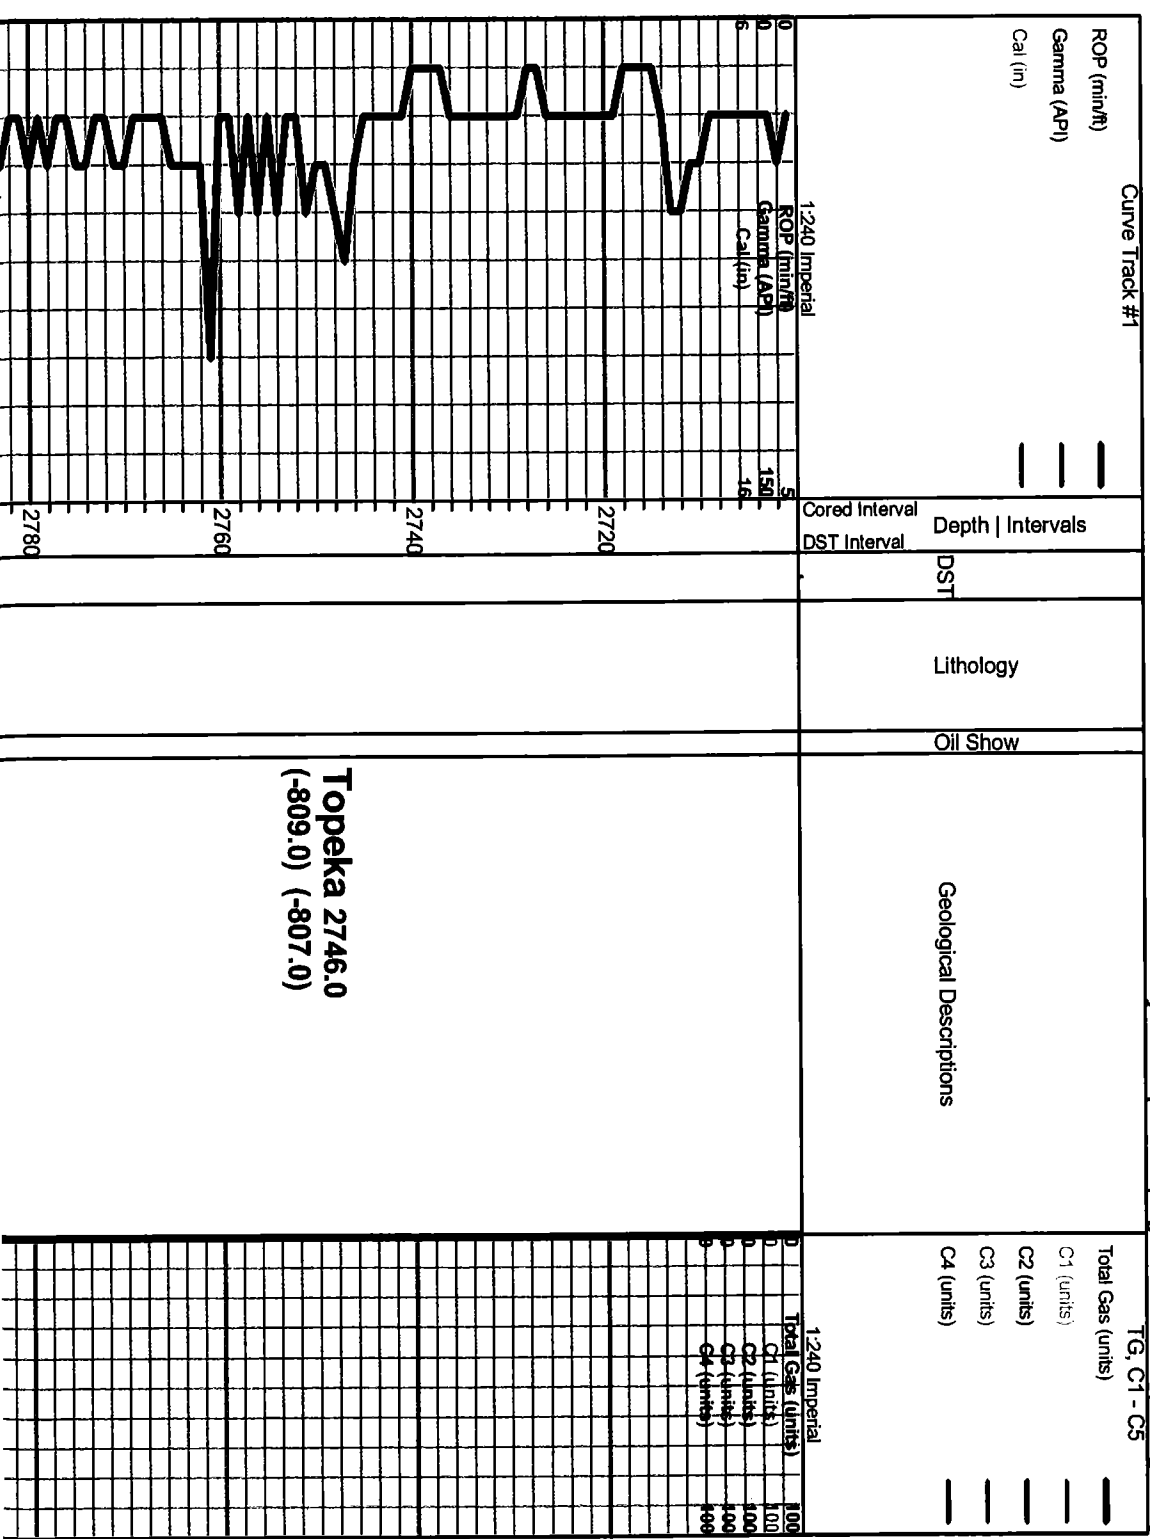 Curve Track #1
ROP (min/ft)
Gamma (API)
Cal (in)
Depth | Intervals
Cored Interval
DST Interval
DST
Lithology
Oil Show
Geological Descriptions
TG, C1 - C5
Total Gas (units)
C1 (units)
C2 (units)
C3 (units)
C4 (units)
1:240 Imperial
0 ROP (min/ft) 5
0 Gamma (API) 150
6 Cal (in) 16
1:240 Imperial
0 Total Gas (units) 100
0 C1 (units) 100
0 C2 (units) 100
0 C3 (units) 100
0 C4 (units) 100
2720
2740
Topeka 2746.0
(-809.0) (-807.0)
2760
2780